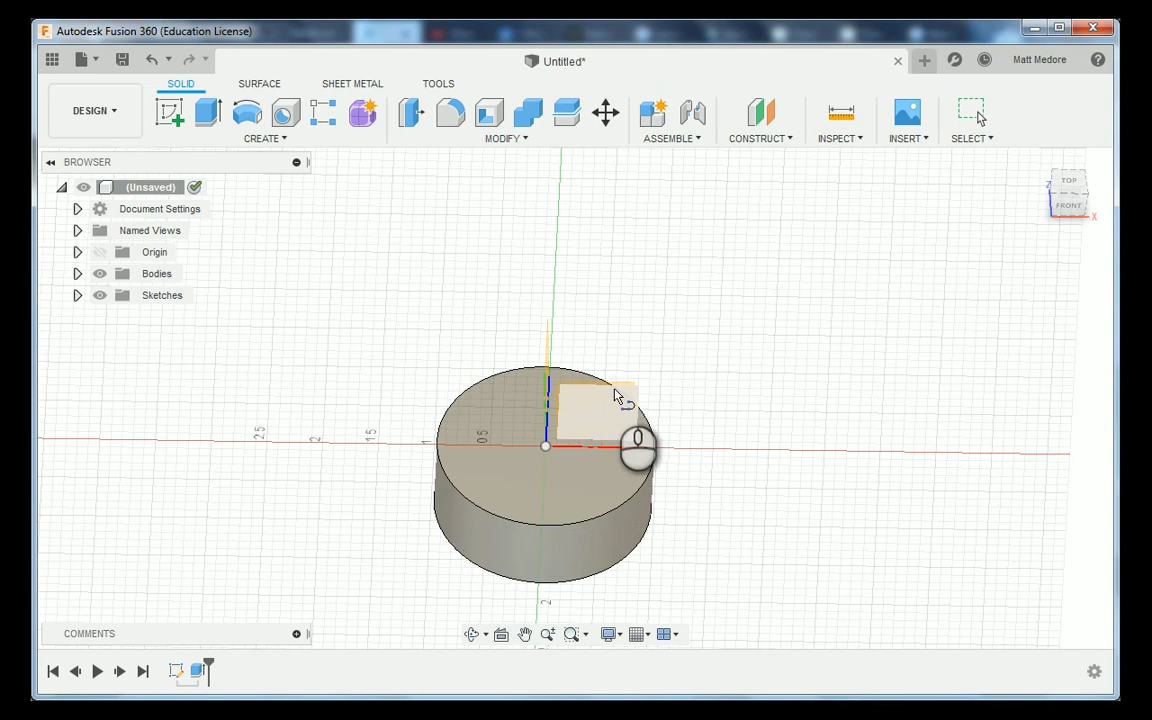 Autodesk Fusion 360 (Education License)
Untitled*
Matt Medore
DESIGN
SOLID
SURFACE
SHEET METAL
TOOLS
CREATE
MODIFY
ASSEMBLE
CONSTRUCT
INSPECT
INSERT
SELECT
BROWSER
(Unsaved)
Document Settings
Named Views
Origin
Bodies
Sketches
TOP
FRONT
Z
X
2.5
2
1.5
1
0.5
2
COMMENTS